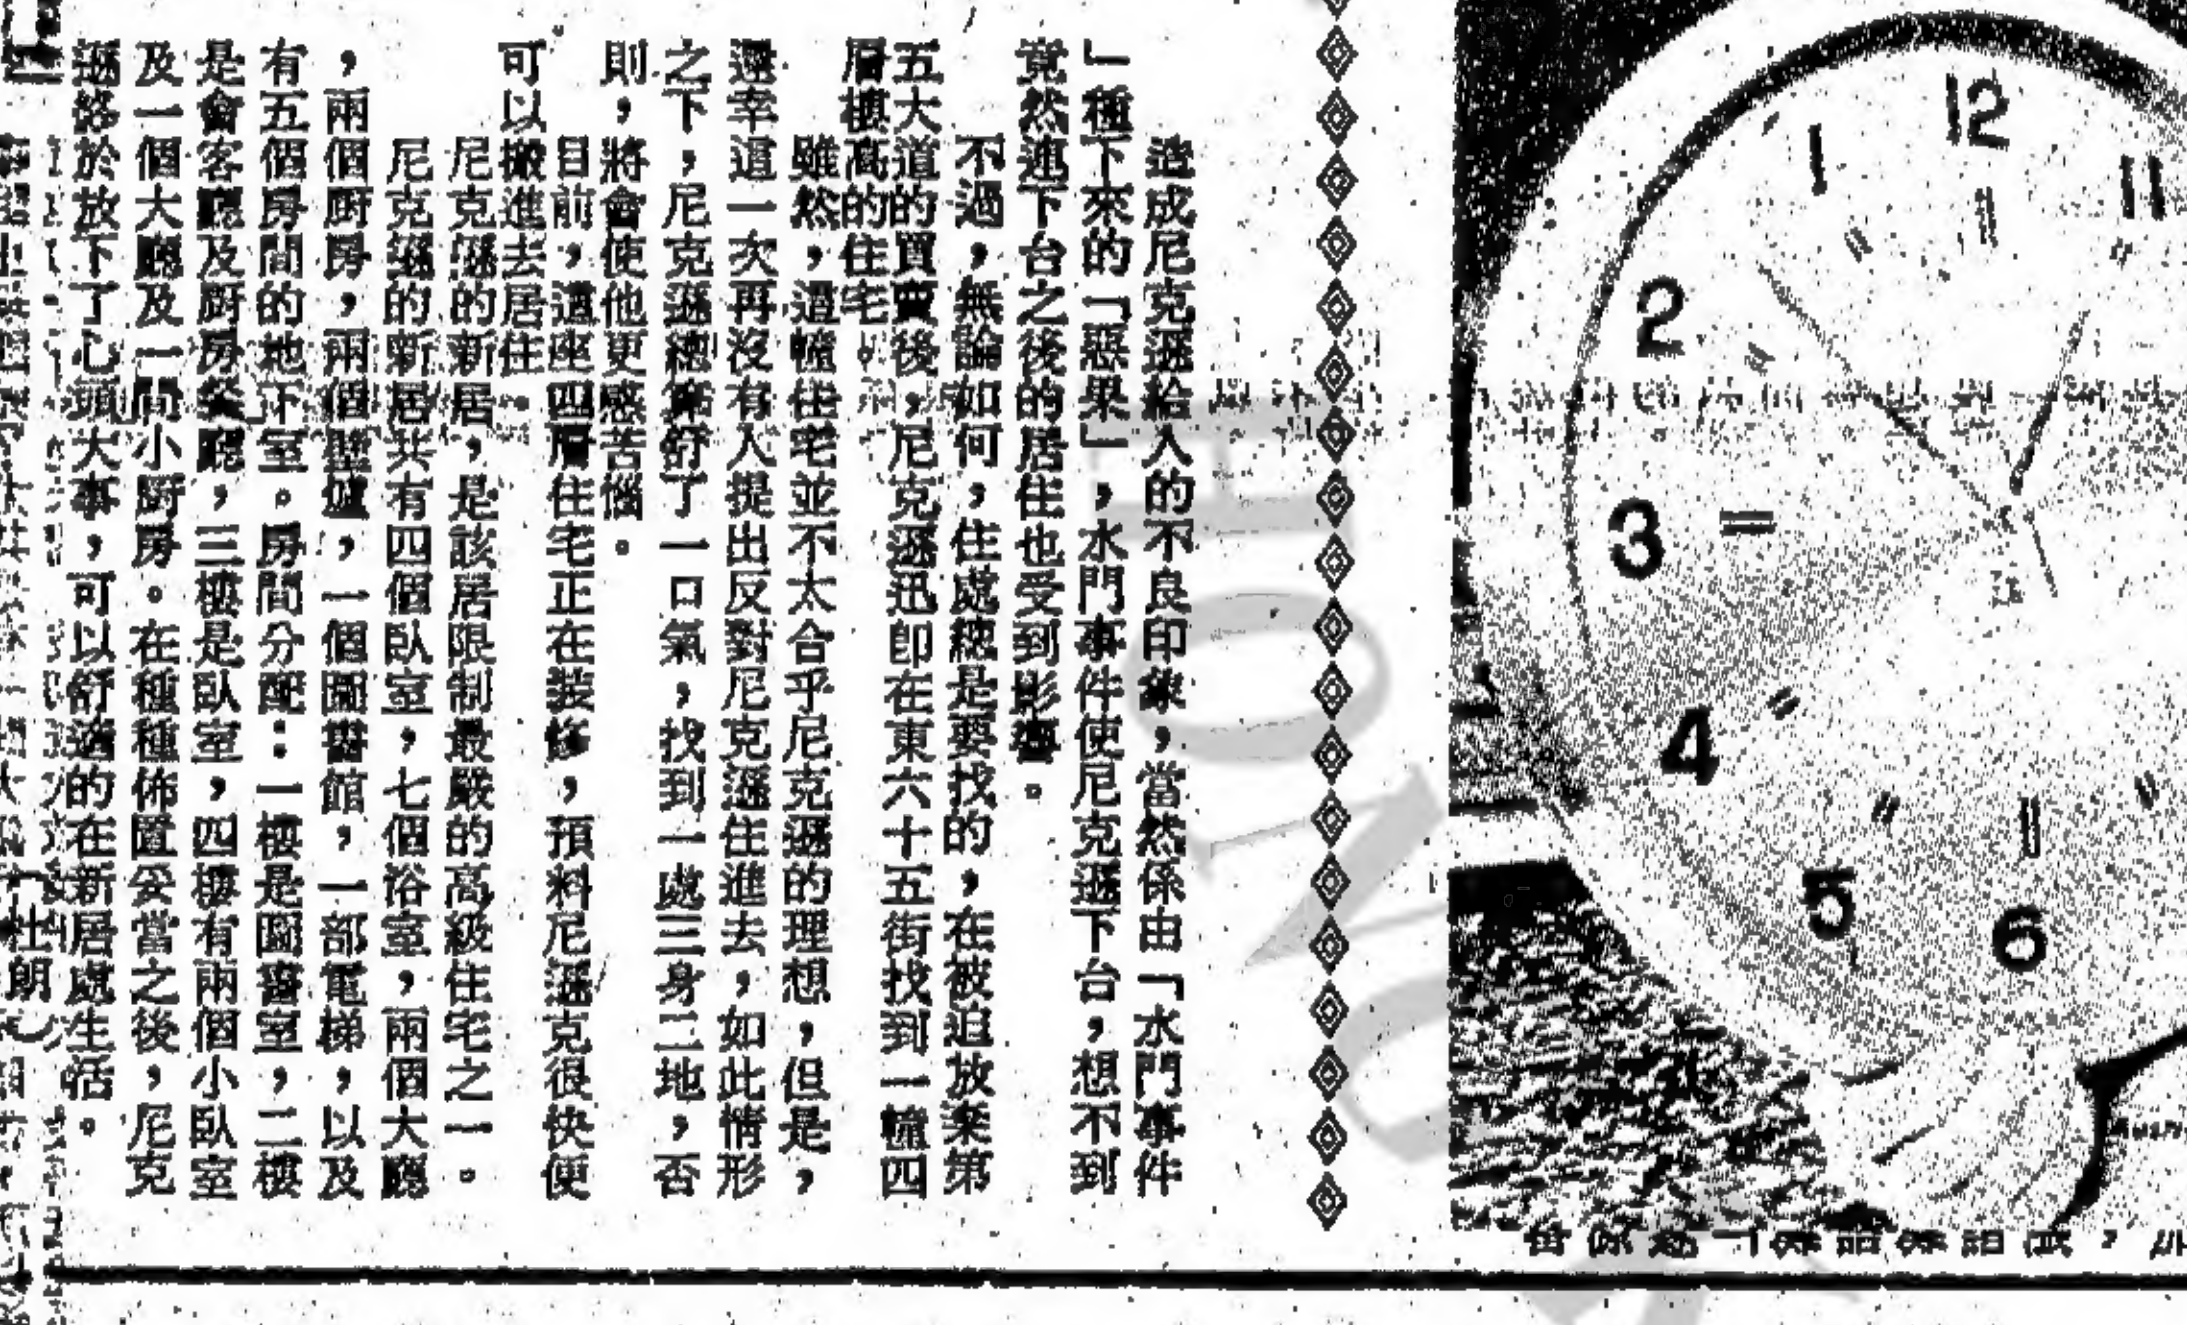 造成尼克遜給人的不良印象，當然係由「水門事件
」種下來的「惡果」，水門事件使尼克遜下台，想不到
竟然連下台之後的居住也受到影響。
不過，無論如何，住處總是要找的，在被迫放棄第
五大道的買賣後，尼克遜迅即在東六十五街找到一幢四
層樓高的住宅。
雖然，這幢住宅並不太合乎尼克遜的理想，但是，
還幸這一次再沒有人提出反對尼克遜住進去，如此情形
之下，尼克遜總算舒了一口氣，找到一處三身二地，否
則，將會使他更感苦惱。
目前，這座四層住宅正在裝修，預料尼遜克很快便
可以搬進去居住。
尼克遜的新居，是該居限制最嚴的高級住宅之一。
尼克遜的新居共有四個臥室，七個浴室，兩個大廳
，兩個厨房，兩個壁爐，一個圖書館，一部電梯，以及
有五個房間的地下室。房間分配：一樓是圖書室，二樓
是會客廳及厨房餐廳，三樓是臥室，四樓有兩個小臥室
及一個大廳及一間小厨房。在種種佈置妥當之後，尼克
遜終於放下了心頭大事，可以舒適的在新居處生活。
（杜朗）
12
1
11
2
3
4
5
6